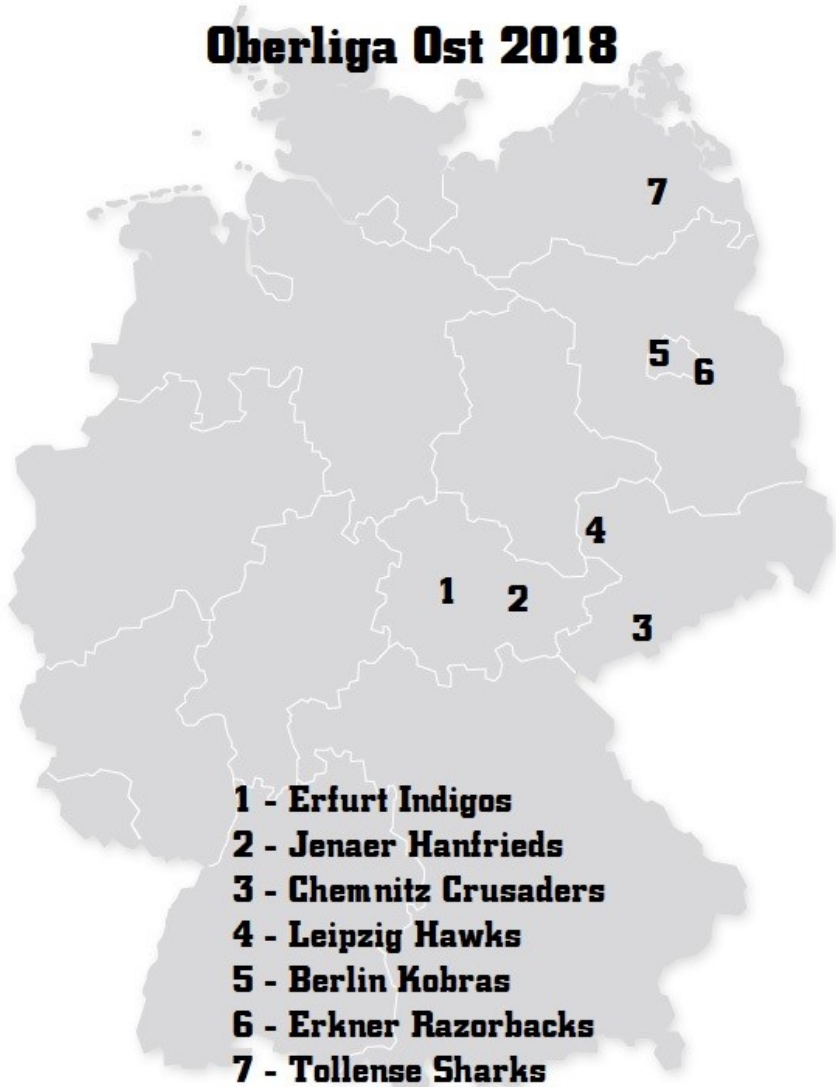 Oberliga Ost 2018
7
5
6
4
1
2
3
1 - Erfurt Indigos
2 - Jenaer Hanfrieds
3 - Chemnitz Crusaders
4 - Leipzig Hawks
5 - Berlin Kobras
6 - Erkner Razorbacks
7 - Tollense Sharks